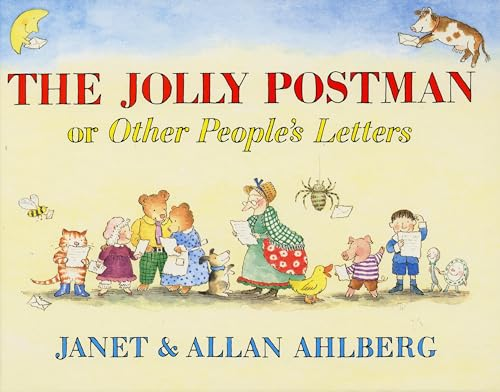 THE JOLLY POSTMAN
or Other People's Letters
JANET & ALLAN AHLBERG